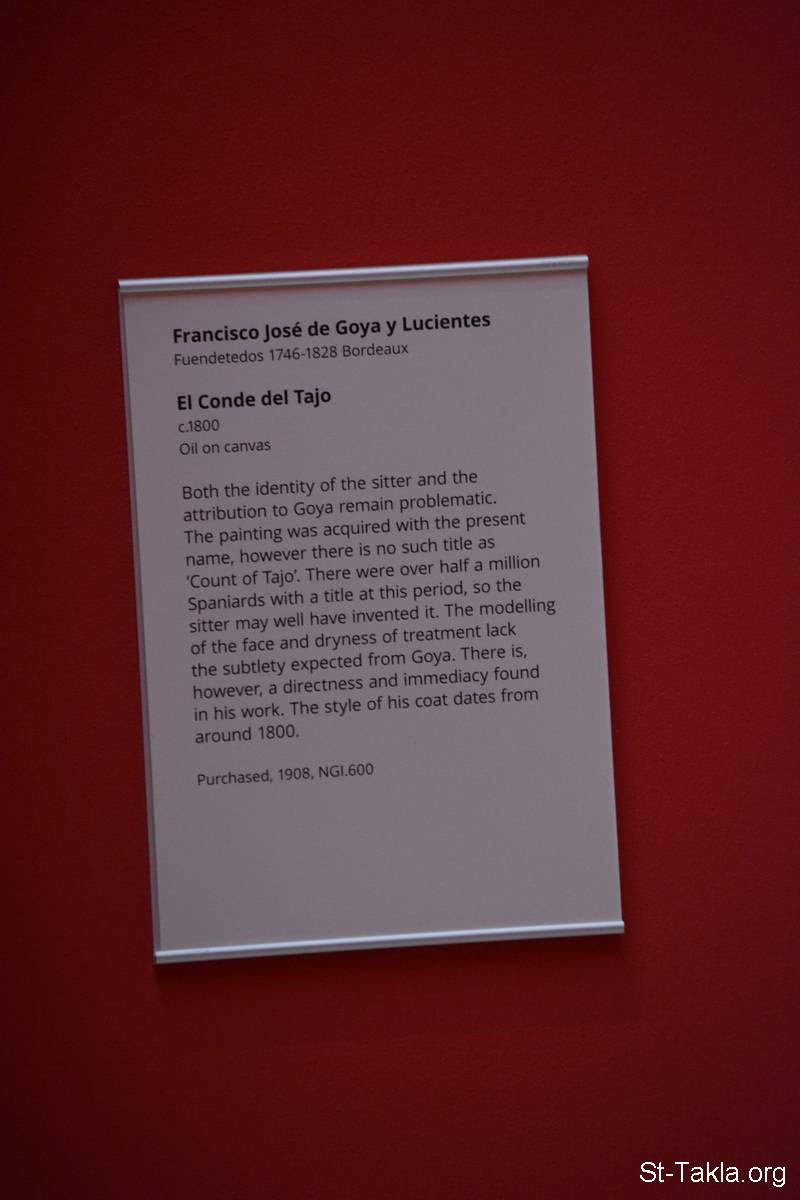 Francisco José de Goya y Lucientes
Fuendetedos 1746-1828 Bordeaux
El Conde del Tajo
c.1800
Oil on canvas
Both the identity of the sitter and the
attribution to Goya remain problematic.
The painting was acquired with the present
name, however there is no such title as
‘Count of Tajo’. There were over half a million
Spaniards with a title at this period, so the
sitter may well have invented it. The modelling
of the face and dryness of treatment lack
the subtlety expected from Goya. There is,
however, a directness and immediacy found
in his work. The style of his coat dates from
around 1800.
Purchased, 1908, NGI.600
St-Takla.org